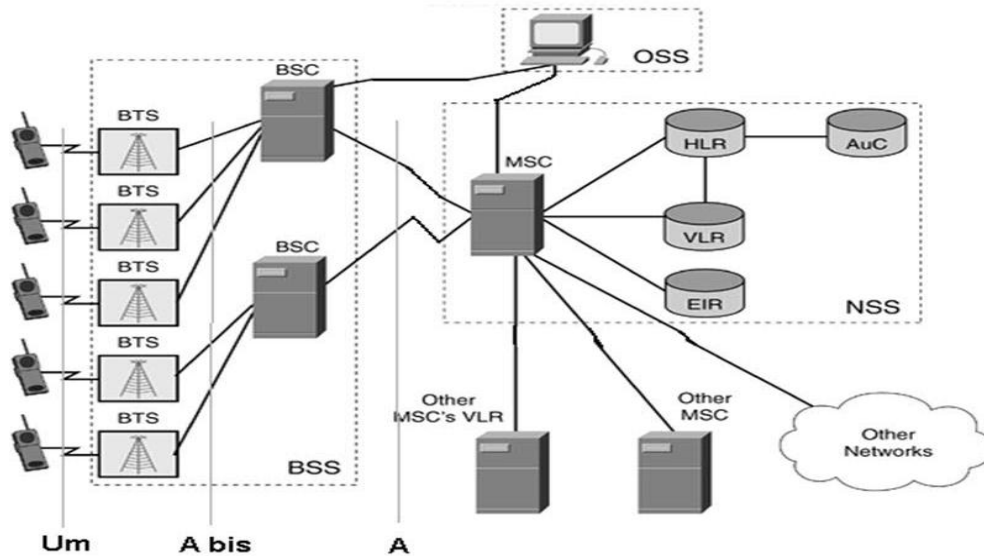 OSS
BSC
BTS
HLR
AuC
MSC
BTS
VLR
BSC
BTS
EIR
NSS
BTS
Other
MSC's VLR
Other
MSC
BTS
Other
Networks
BSS
Um
A bis
A